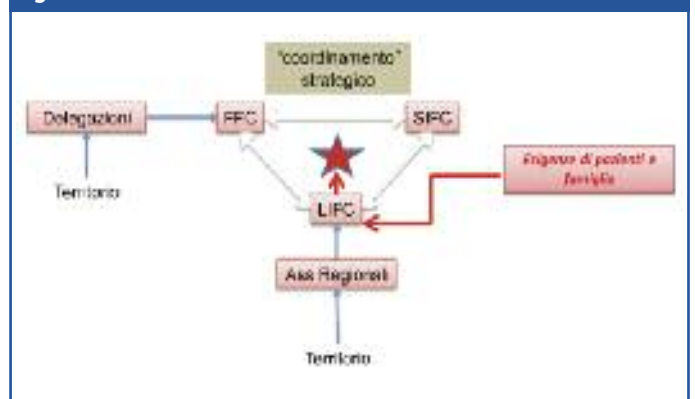 "coordinamento"
strategico
Delegazioni
FFC
SIFC
Esigenze di pazienti e
famiglie
Territorio
LIFC
Ass Regionali
Territorio